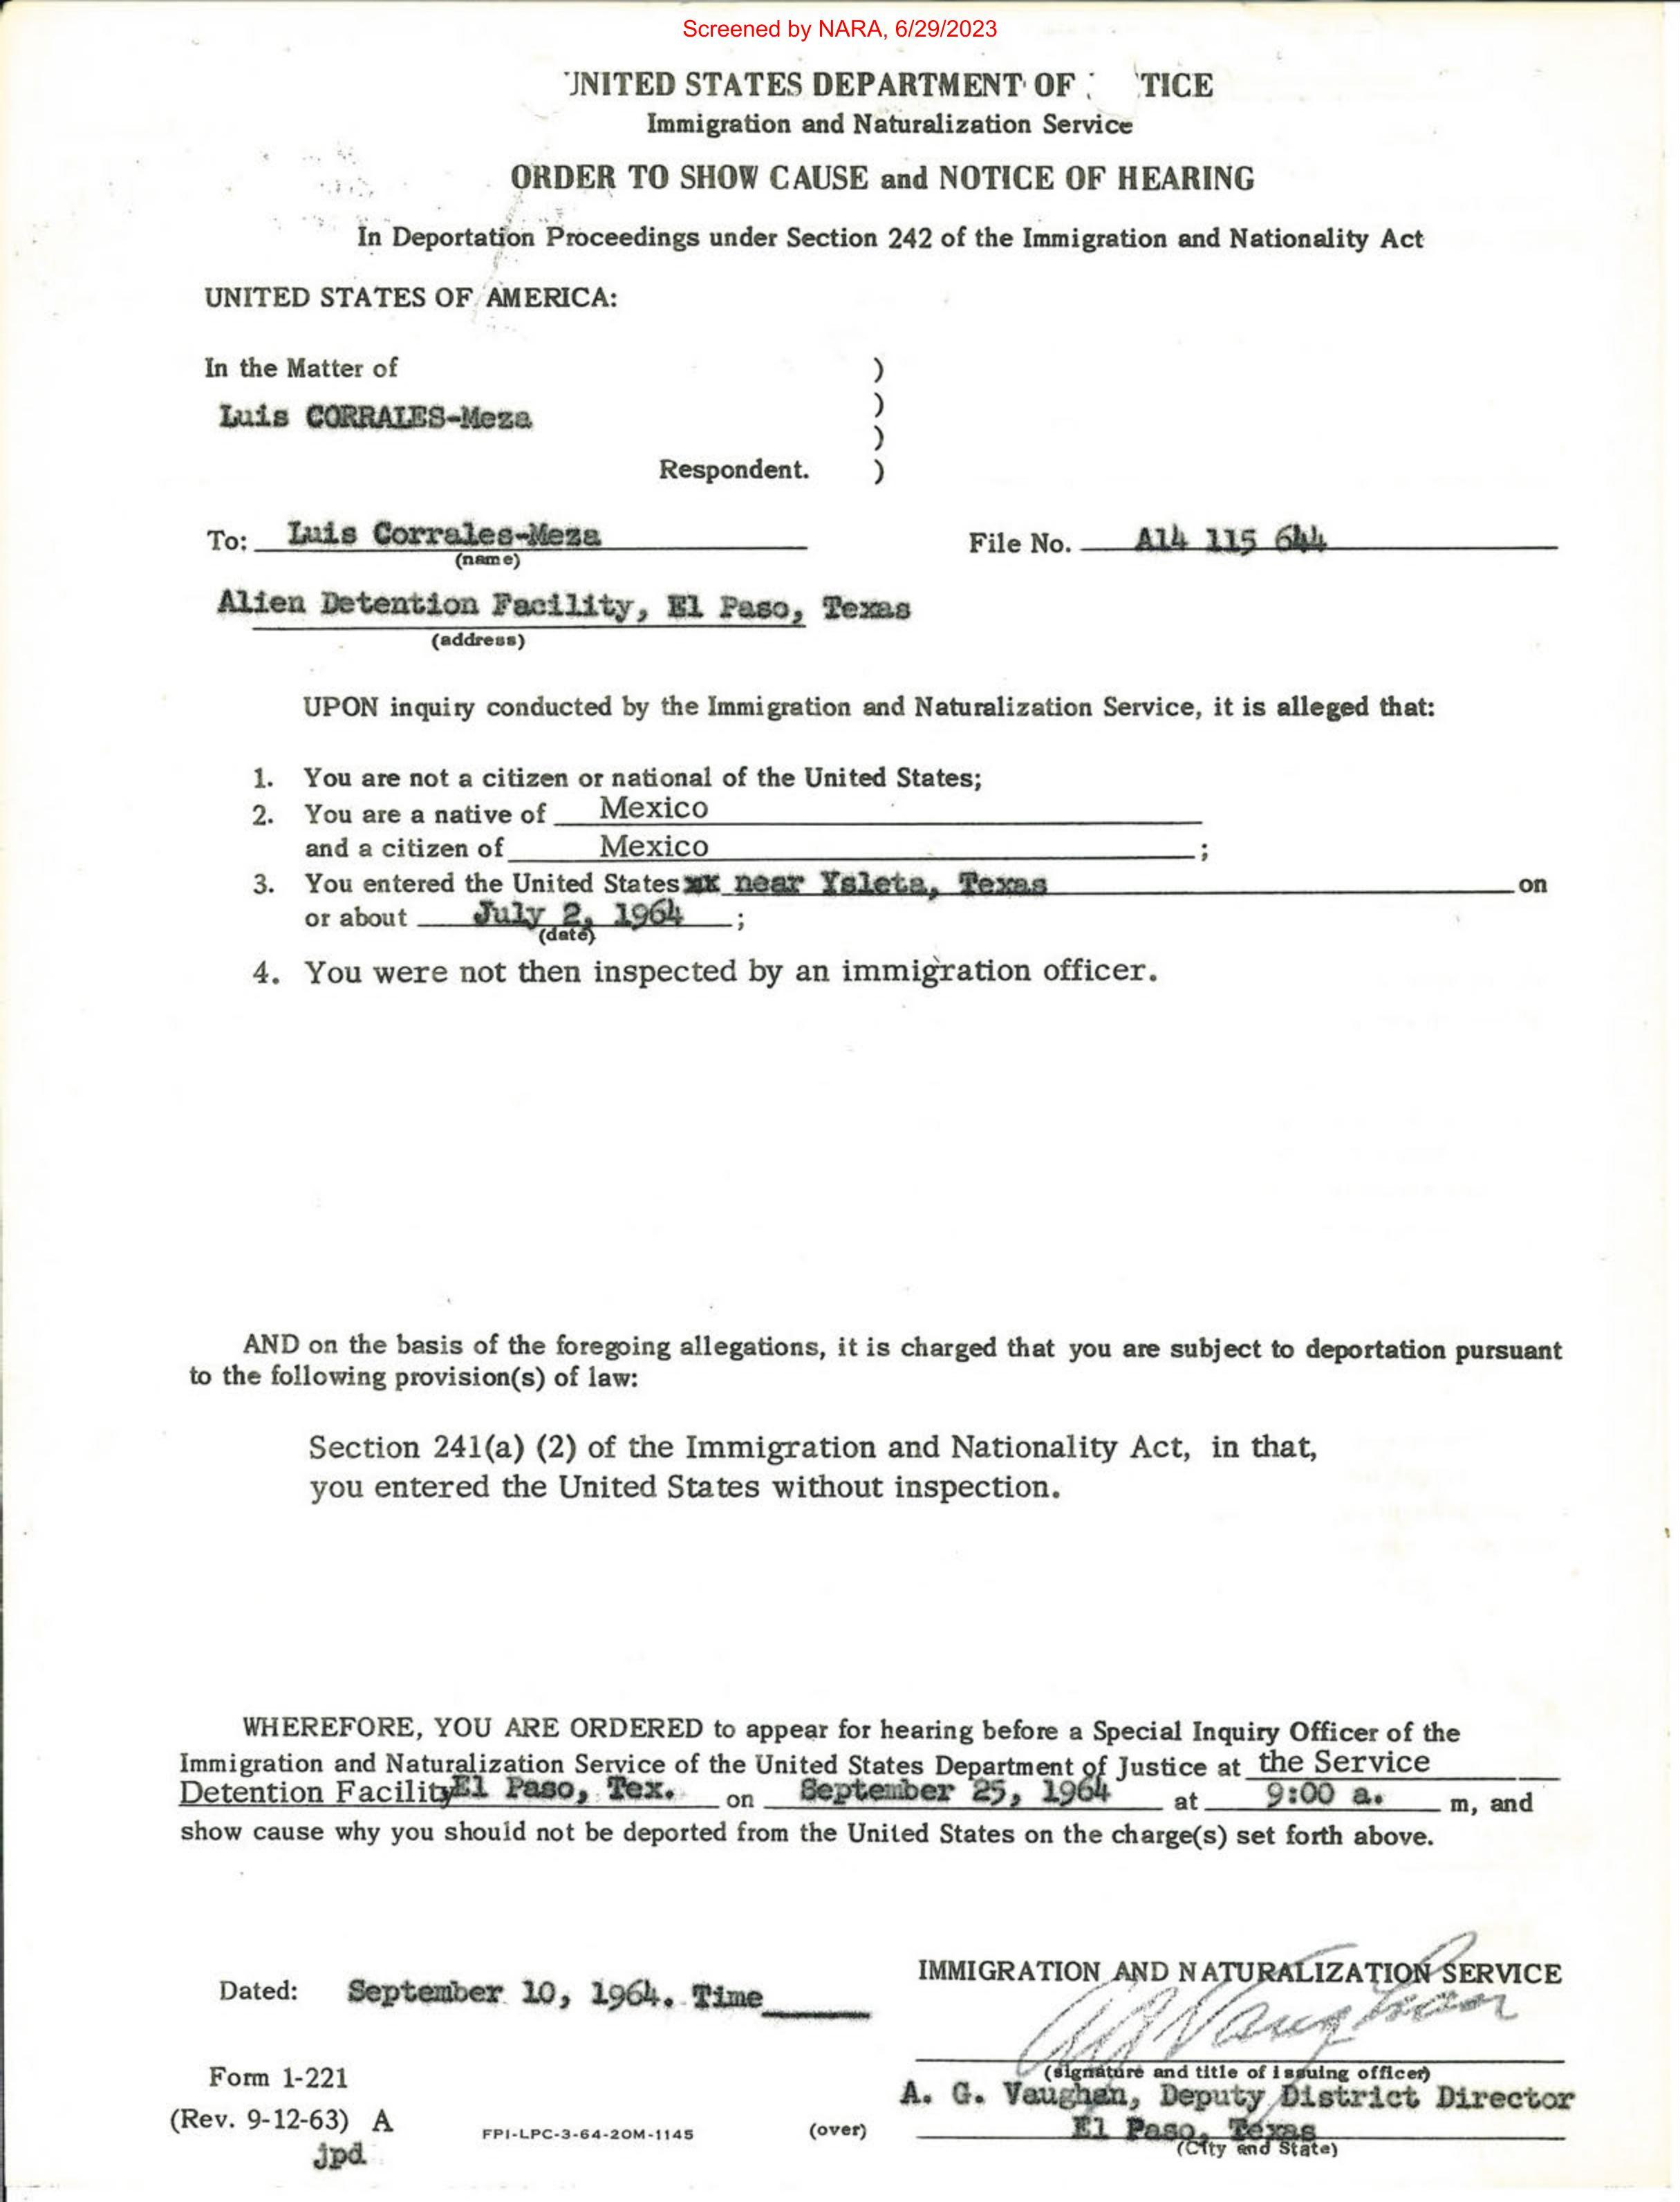 Screened by NARA, 6/29/2023
UNITED STATES DEPARTMENT OF TICE
Immigration and Naturalization Service
ORDER TO SHOW CAUSE and NOTICE OF HEARING
In Deportation Proceedings under Section 242 of the Immigration and Nationality Act
UNITED STATES OF AMERICA:
In the Matter of )
Luis CORRALES-Meza )
)
Respondent. )
To: Luis Corrales-Meza File No. A14 115 644
(name)
Alien Detention Facility, El Paso, Texas
(address)
UPON inquiry conducted by the Immigration and Naturalization Service, it is alleged that:
1. You are not a citizen or national of the United States;
2. You are a native of Mexico
and a citizen of Mexico ;
3. You entered the United States xx near Ysleta, Texas on
or about July 2, 1964 ;
(date)
4. You were not then inspected by an immigration officer.
AND on the basis of the foregoing allegations, it is charged that you are subject to deportation pursuant
to the following provision(s) of law:
Section 241(a) (2) of the Immigration and Nationality Act, in that,
you entered the United States without inspection.
WHEREFORE, YOU ARE ORDERED to appear for hearing before a Special Inquiry Officer of the
Immigration and Naturalization Service of the United States Department of Justice at the Service
Detention Facility El Paso, Tex. on September 25, 1964 at 9:00 a. m, and
show cause why you should not be deported from the United States on the charge(s) set forth above.
IMMIGRATION AND NATURALIZATION SERVICE
Dated: September 10, 1964. Time
A G Vaughan
(signature and title of issuing officer)
Form 1-221 A. G. Vaughan, Deputy District Director
(Rev. 9-12-63) A FPI-LPC-3-64-20M-1145 (over) El Paso, Texas
(City and State)
jpd